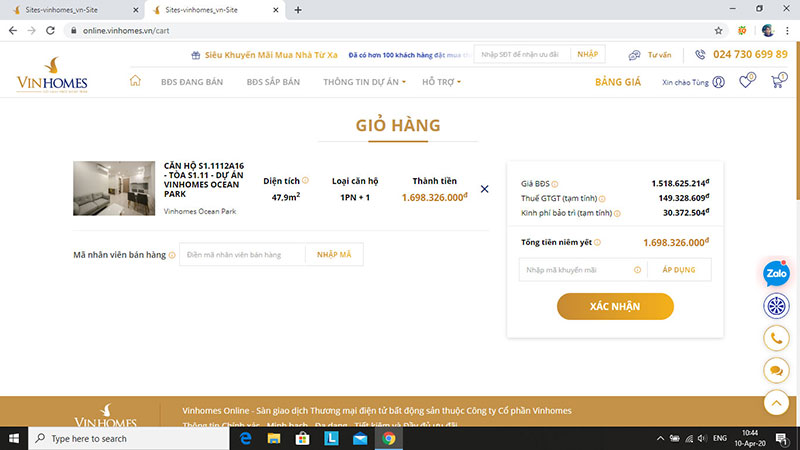 Sites-vinhomes_vn-Site
Sites-vinhomes_vn-Site
online.vinhomes.vn/cart
Siêu Khuyến Mãi Mua Nhà Từ Xa
Đã có hơn 100 khách hàng đặt mua
Nhập SĐT để nhận ưu đãi
NHẬP
Tư vấn
024 730 699 89
VINHOMES
BĐS ĐANG BÁN
BĐS SẮP BÁN
THÔNG TIN DỰ ÁN
HỖ TRỢ
BẢNG GIÁ
Xin chào Tùng
0
1
GIỎ HÀNG
CĂN HỘ S1.1112A16
- TÒA S1.11 - DỰ ÁN
VINHOMES OCEAN
PARK
Vinhomes Ocean Park
Diện tích
47,9m²
Loại căn hộ
1PN + 1
Thành tiền
1.698.326.000đ
Mã nhân viên bán hàng
Điền mã nhân viên bán hàng
NHẬP MÃ
Giá BĐS
1.518.625.214đ
Thuế GTGT (tạm tính)
149.328.609đ
Kinh phí bảo trì (tạm tính)
30.372.504đ
Tổng tiền niêm yết
1.698.326.000đ
Nhập mã khuyến mãi
ÁP DỤNG
XÁC NHẬN
Zalo
VINHOMES
Vinhomes Online - Sàn giao dịch Thương mại điện tử bất động sản thuộc Công ty Cổ phần Vinhomes
Thông tin Chính xác - Minh bạch - Đa dạng - Tiết kiệm và Đầy đủ ưu đãi
Type here to search
ENG
10:44
10-Apr-20